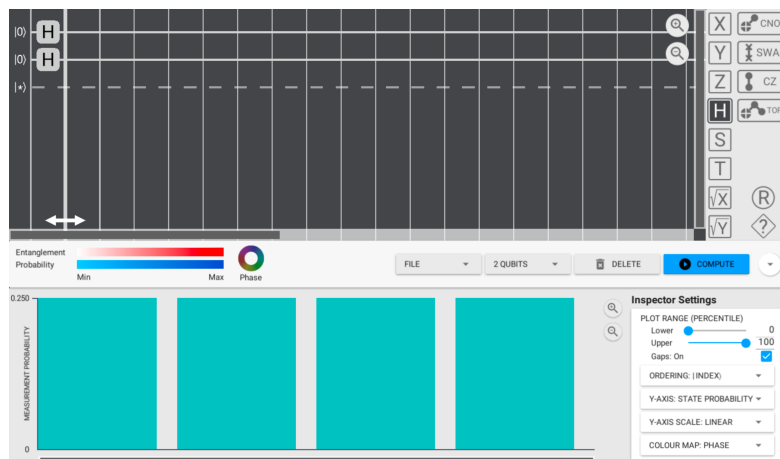 |0⟩ H X CNO
|0⟩ H Y SWA
|*⟩ Z CZ
H TOF
S
T
√X R
√Y ?
Entanglement
Probability
Min Max Phase
FILE 2 QUBITS DELETE COMPUTE
0.250
MEASUREMENT PROBABILITY
0
Inspector Settings
PLOT RANGE (PERCENTILE)
Lower 0
Upper 100
Gaps: On
ORDERING: |INDEX⟩
Y-AXIS: STATE PROBABILITY
Y-AXIS SCALE: LINEAR
COLOUR MAP: PHASE